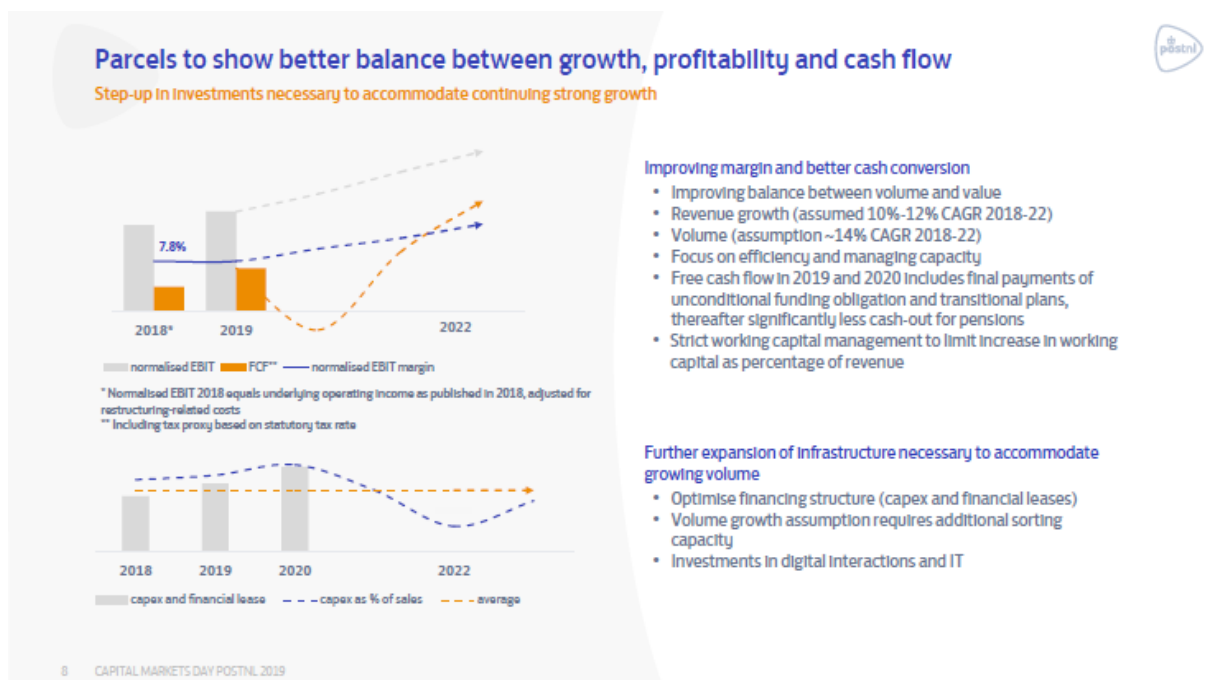 Parcels to show better balance between growth, profitability and cash flow
postnl
Step-up in investments necessary to accommodate continuing strong growth
7.8%
2018*
2019
2022
normalised EBIT
FCF**
normalised EBIT margin
* Normalised EBIT 2018 equals underlying operating income as published in 2018, adjusted for
restructuring-related costs
** Including tax proxy based on statutory tax rate
2018
2019
2020
2022
capex and financial lease
capex as % of sales
average
Improving margin and better cash conversion
• Improving balance between volume and value
• Revenue growth (assumed 10%-12% CAGR 2018-22)
• Volume (assumption ~14% CAGR 2018-22)
• Focus on efficiency and managing capacity
• Free cash flow in 2019 and 2020 includes final payments of
unconditional funding obligation and transitional plans,
thereafter significantly less cash-out for pensions
• Strict working capital management to limit increase in working
capital as percentage of revenue
Further expansion of infrastructure necessary to accommodate
growing volume
• Optimise financing structure (capex and financial leases)
• Volume growth assumption requires additional sorting
capacity
• Investments in digital interactions and IT
8 CAPITAL MARKETS DAY POSTNL 2019